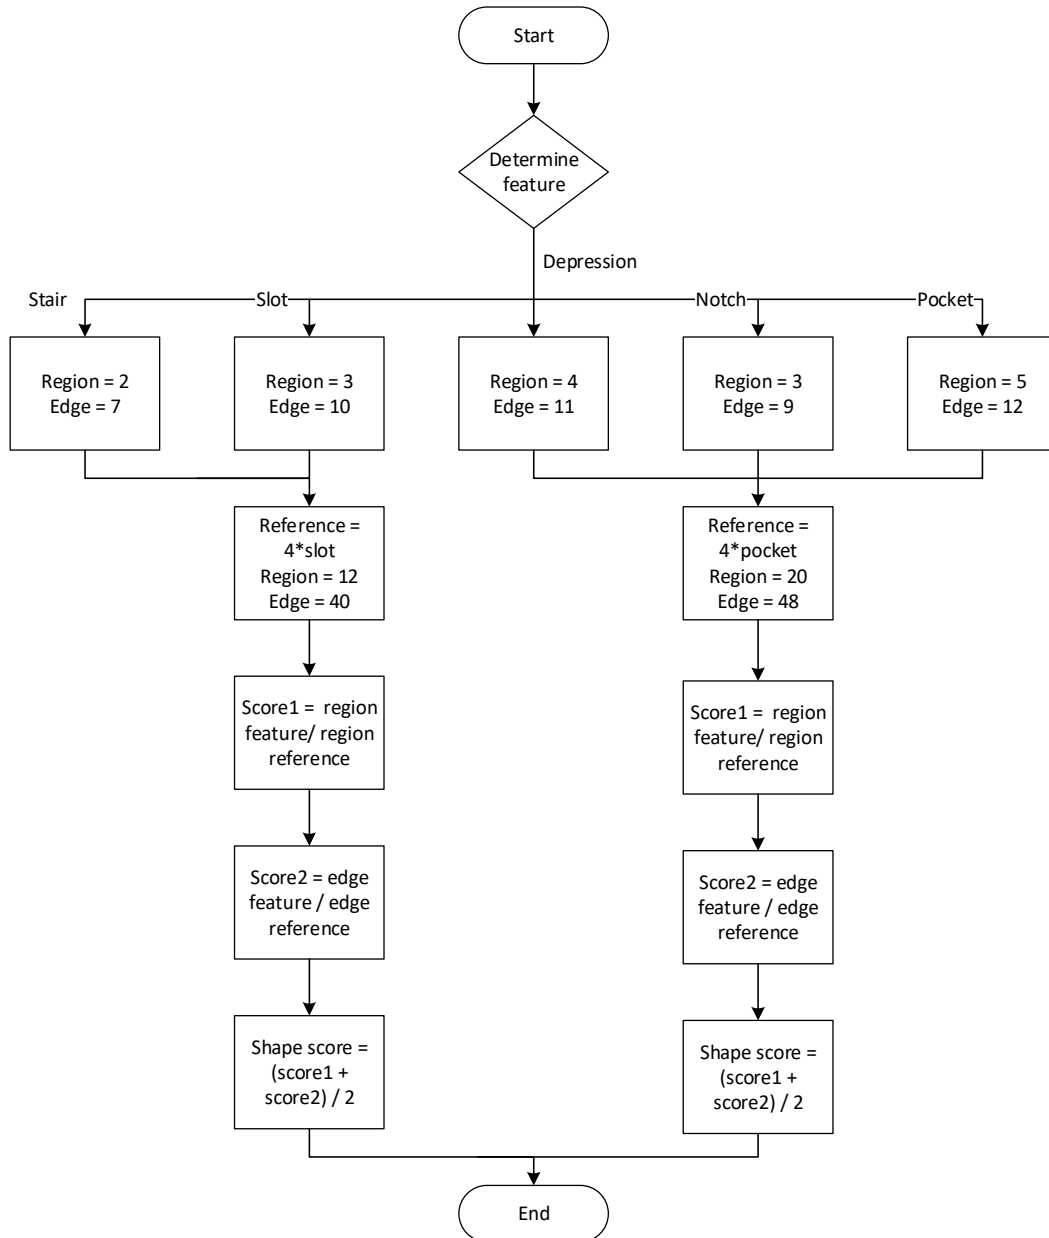 Start
Determine
feature
Depression
Stair
Slot
Notch
Pocket
Region = 2
Edge = 7
Region = 3
Edge = 10
Region = 4
Edge = 11
Region = 3
Edge = 9
Region = 5
Edge = 12
Reference =
4*slot
Region = 12
Edge = 40
Reference =
4*pocket
Region = 20
Edge = 48
Score1 =  region
feature/ region
reference
Score1 =  region
feature/ region
reference
Score2 = edge
feature / edge
reference
Score2 = edge
feature / edge
reference
Shape score =
(score1 +
score2) / 2
Shape score =
(score1 +
score2) / 2
End